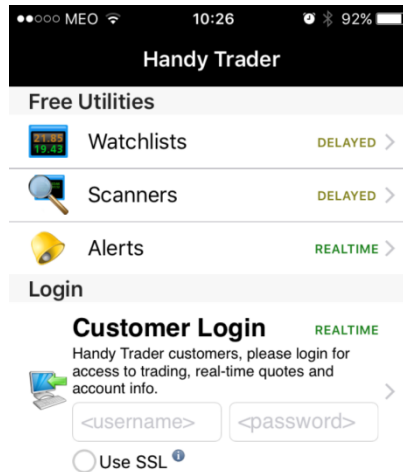 MEO 10:26 92%
Handy Trader
Free Utilities
21.85
19.43
Watchlists DELAYED
Scanners DELAYED
Alerts REALTIME
Login
Customer Login REALTIME
Handy Trader customers, please login for
access to trading, real-time quotes and
account info.
<username> <password>
Use SSL i